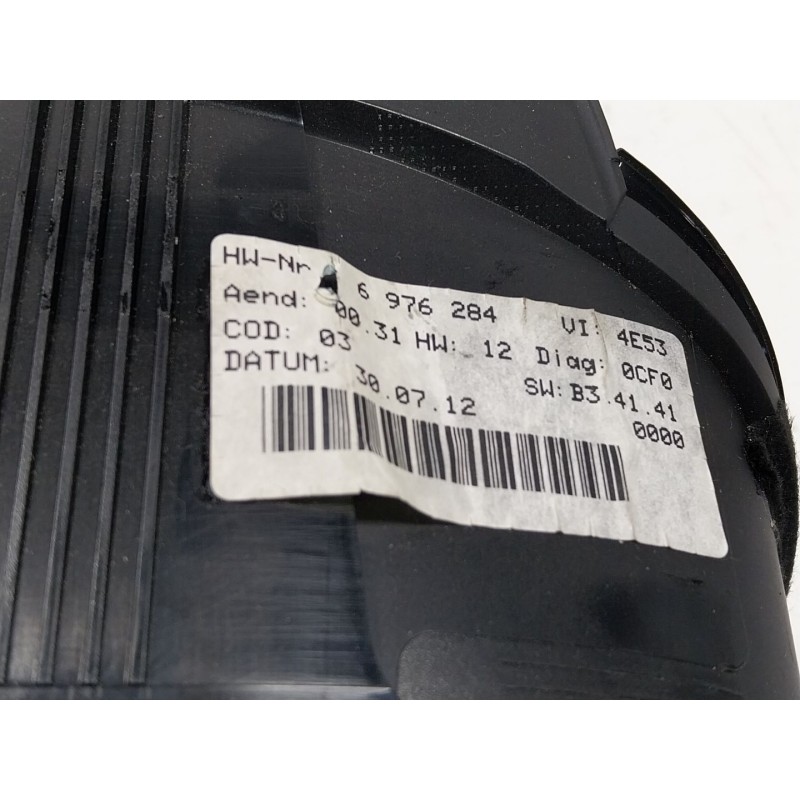 HW-Nr 6 976 284 VI: 4E53
Aend: 00.31 HW: 12 Diag: 0CF0
COD: 03 SW: B3.41.41
DATUM: 30.07.12 0000